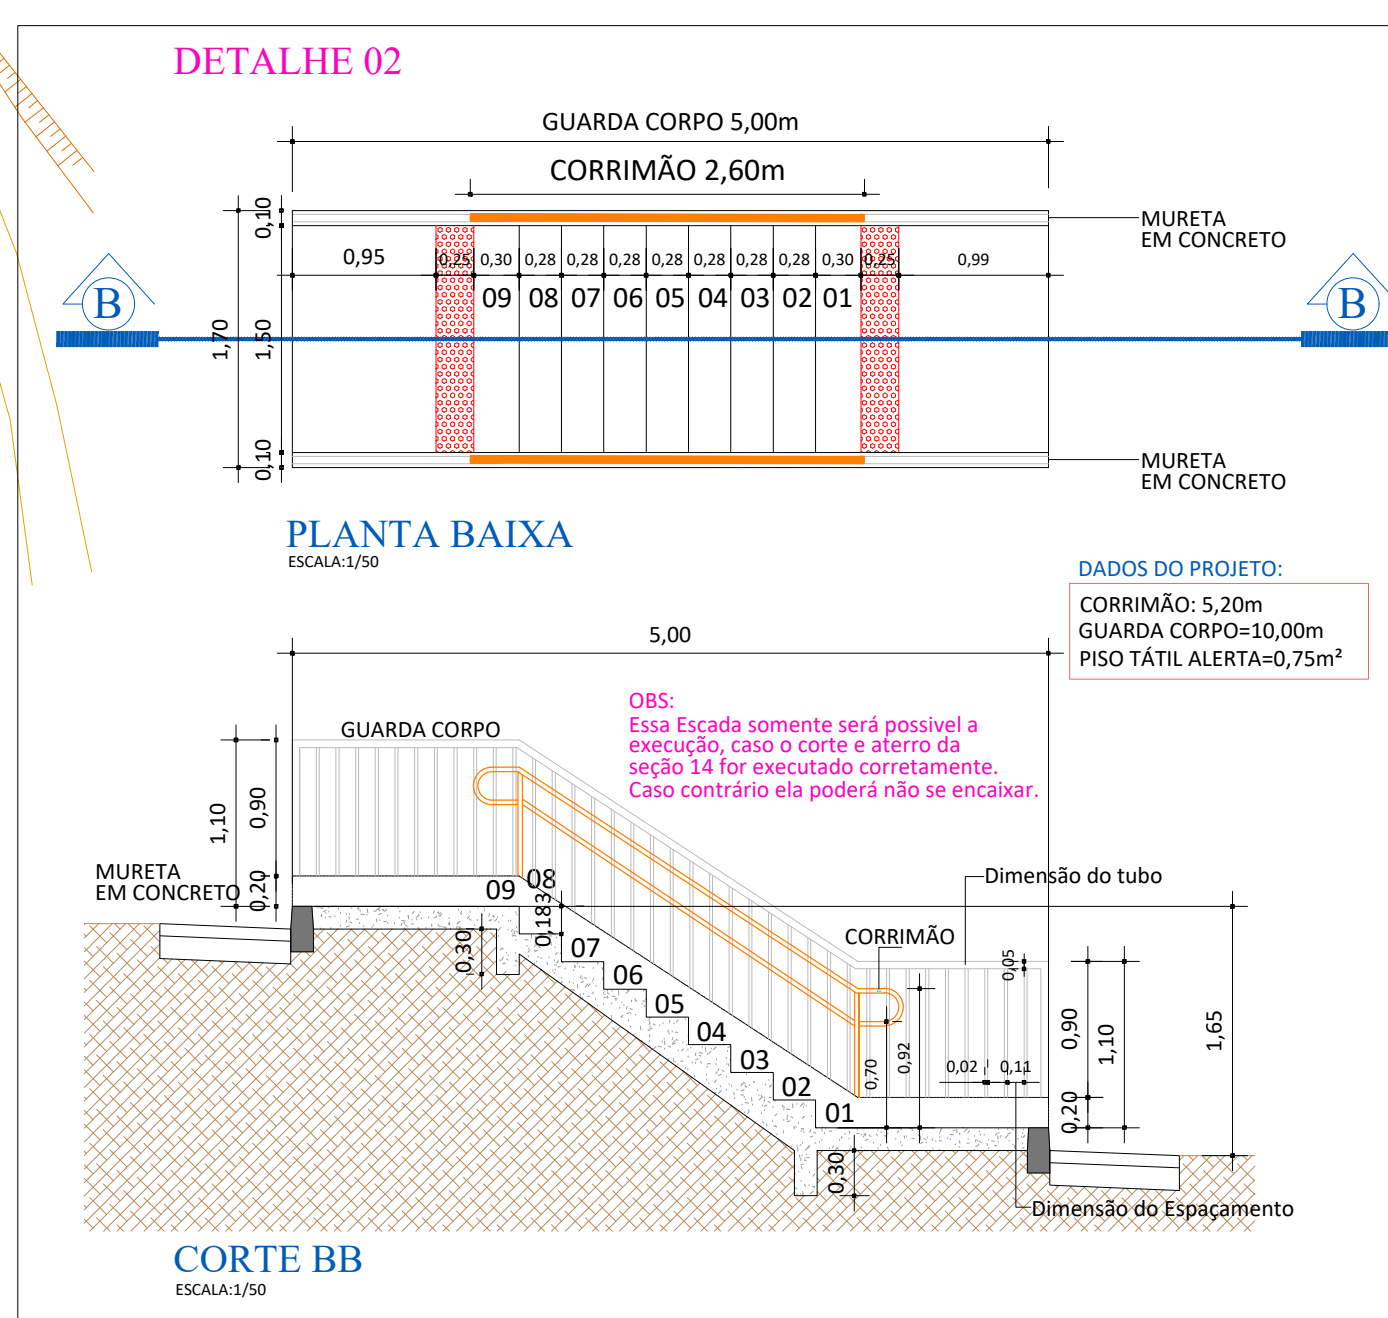 DETALHE 02
GUARDA CORPO 5,00m
CORRIMÃO 2,60m
0,10
MURETA
EM CONCRETO
0,95
0,25
0,30
0,28
0,28
0,28
0,28
0,28
0,28
0,28
0,30
0,25
0,99
B
09
08
07
06
05
04
03
02
01
B
1,70
1,50
0,10
MURETA
EM CONCRETO
PLANTA BAIXA
ESCALA:1/50
DADOS DO PROJETO:
CORRIMÃO: 5,20m
GUARDA CORPO=10,00m
PISO TÁTIL ALERTA=0,75m²
5,00
OBS:
Essa Escada somente será possivel a
execução, caso o corte e aterro da
seção 14 for executado corretamente.
Caso contrário ela poderá não se encaixar.
GUARDA CORPO
1,10
0,90
0,20
MURETA
EM CONCRETO
09
08
0,183
0,30
07
06
05
04
03
02
01
Dimensão do tubo
CORRIMÃO
0,05
0,70
0,92
0,02
0,11
0,90
1,10
0,20
1,65
0,30
Dimensão do Espaçamento
CORTE BB
ESCALA:1/50